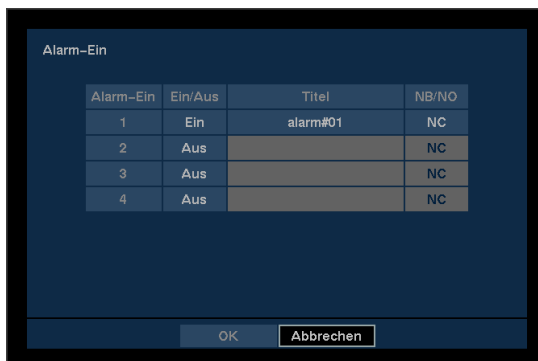 Alarm–Ein
Alarm–Ein Ein/Aus Titel NB/NO
1 Ein alarm#01 NC
2 Aus NC
3 Aus NC
4 Aus NC
OK Abbrechen